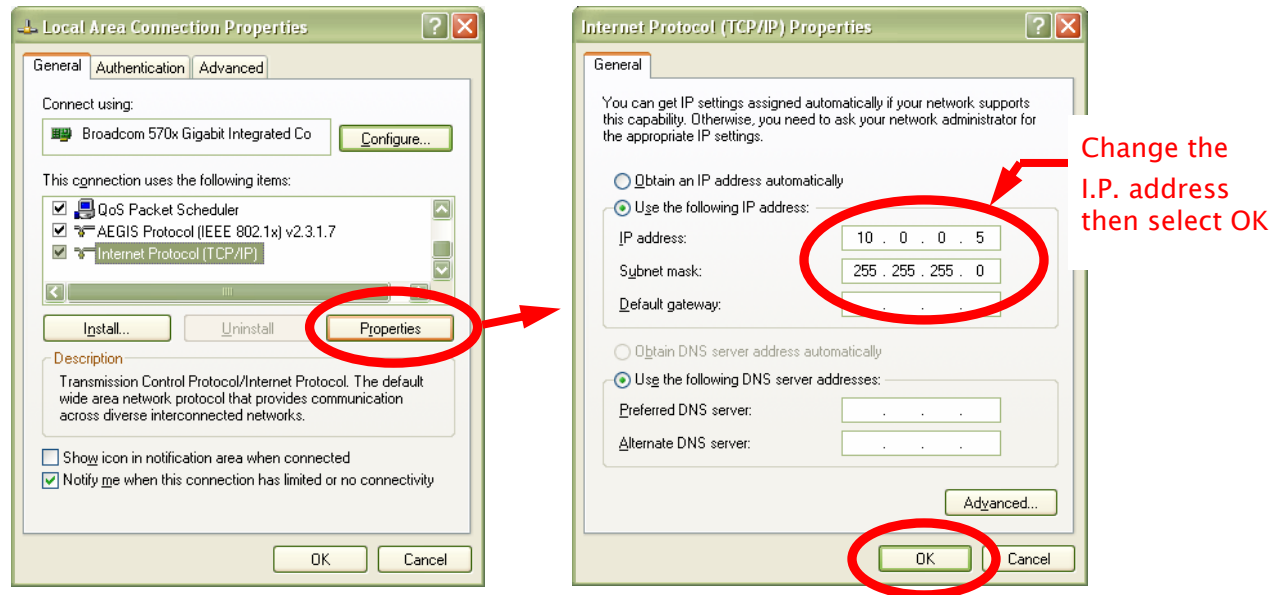 Local Area Connection Properties
General Authentication Advanced
Connect using:
Broadcom 570x Gigabit Integrated Co
Configure...
This connection uses the following items:
QoS Packet Scheduler
AEGIS Protocol (IEEE 802.1x) v2.3.1.7
Internet Protocol (TCP/IP)
Install... Uninstall Properties
Description
Transmission Control Protocol/Internet Protocol. The default
wide area network protocol that provides communication
across diverse interconnected networks.
Show icon in notification area when connected
Notify me when this connection has limited or no connectivity
OK Cancel
Internet Protocol (TCP/IP) Properties
General
You can get IP settings assigned automatically if your network supports
this capability. Otherwise, you need to ask your network administrator for
the appropriate IP settings.
Obtain an IP address automatically
Use the following IP address:
IP address: 10 . 0 . 0 . 5
Subnet mask: 255 . 255 . 255 . 0
Default gateway: . . .
Obtain DNS server address automatically
Use the following DNS server addresses:
Preferred DNS server: . . .
Alternate DNS server: . . .
Advanced...
OK Cancel
Change the
I.P. address
then select OK